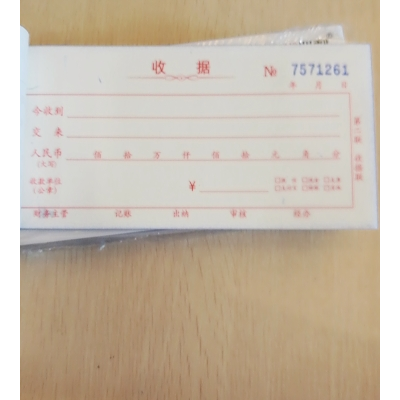 收据 № 7571261
年 月 日
今收到
交来
人民币 佰 拾 万 仟 佰 拾 元 角 分
(大写)
收款单位 ¥
(公章)
财务主管 记账 出纳 审核 经办